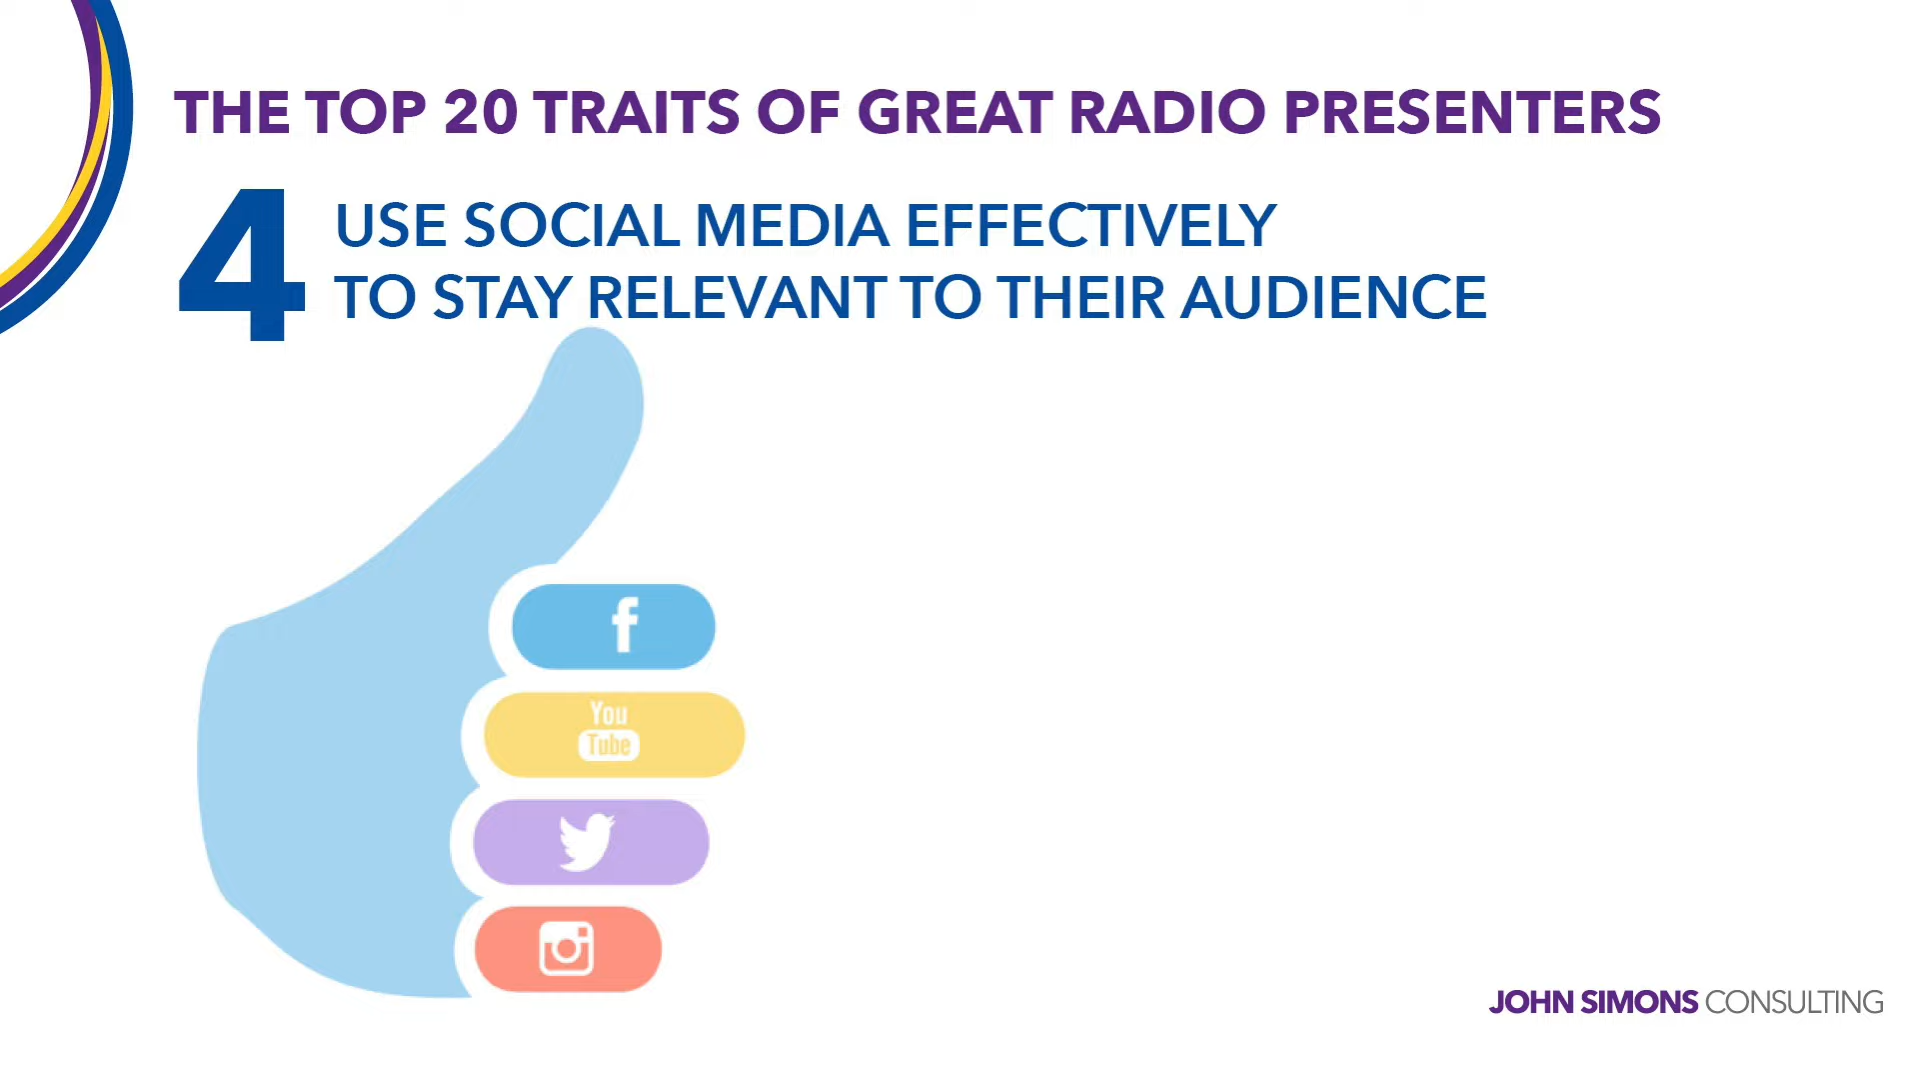 THE TOP 20 TRAITS OF GREAT RADIO PRESENTERS
4
USE SOCIAL MEDIA EFFECTIVELY
TO STAY RELEVANT TO THEIR AUDIENCE
f
You
Tube
JOHN SIMONS CONSULTING